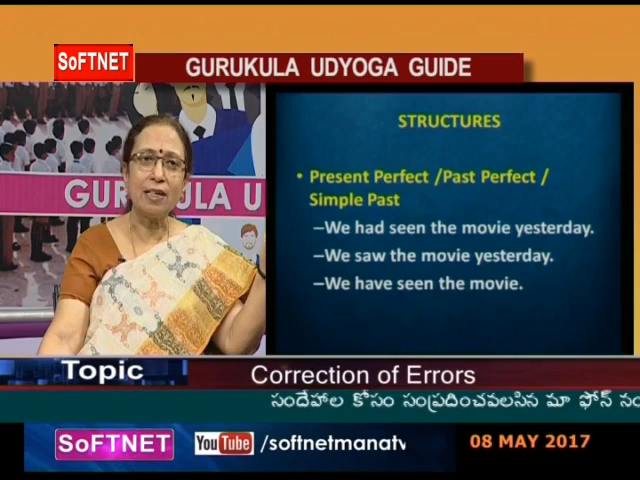 SoFTNET
GURUKULA UDYOGA GUIDE
GURUKULA U
STRUCTURES
• Present Perfect /Past Perfect /
Simple Past
–We had seen the movie yesterday.
–We saw the movie yesterday.
–We have seen the movie.
Topic
Correction of Errors
సందేహాల కోసం సంప్రదించవలసిన మా ఫోన్ నం
SoFTNET
YouTube /softnetmanatv
08 MAY 2017